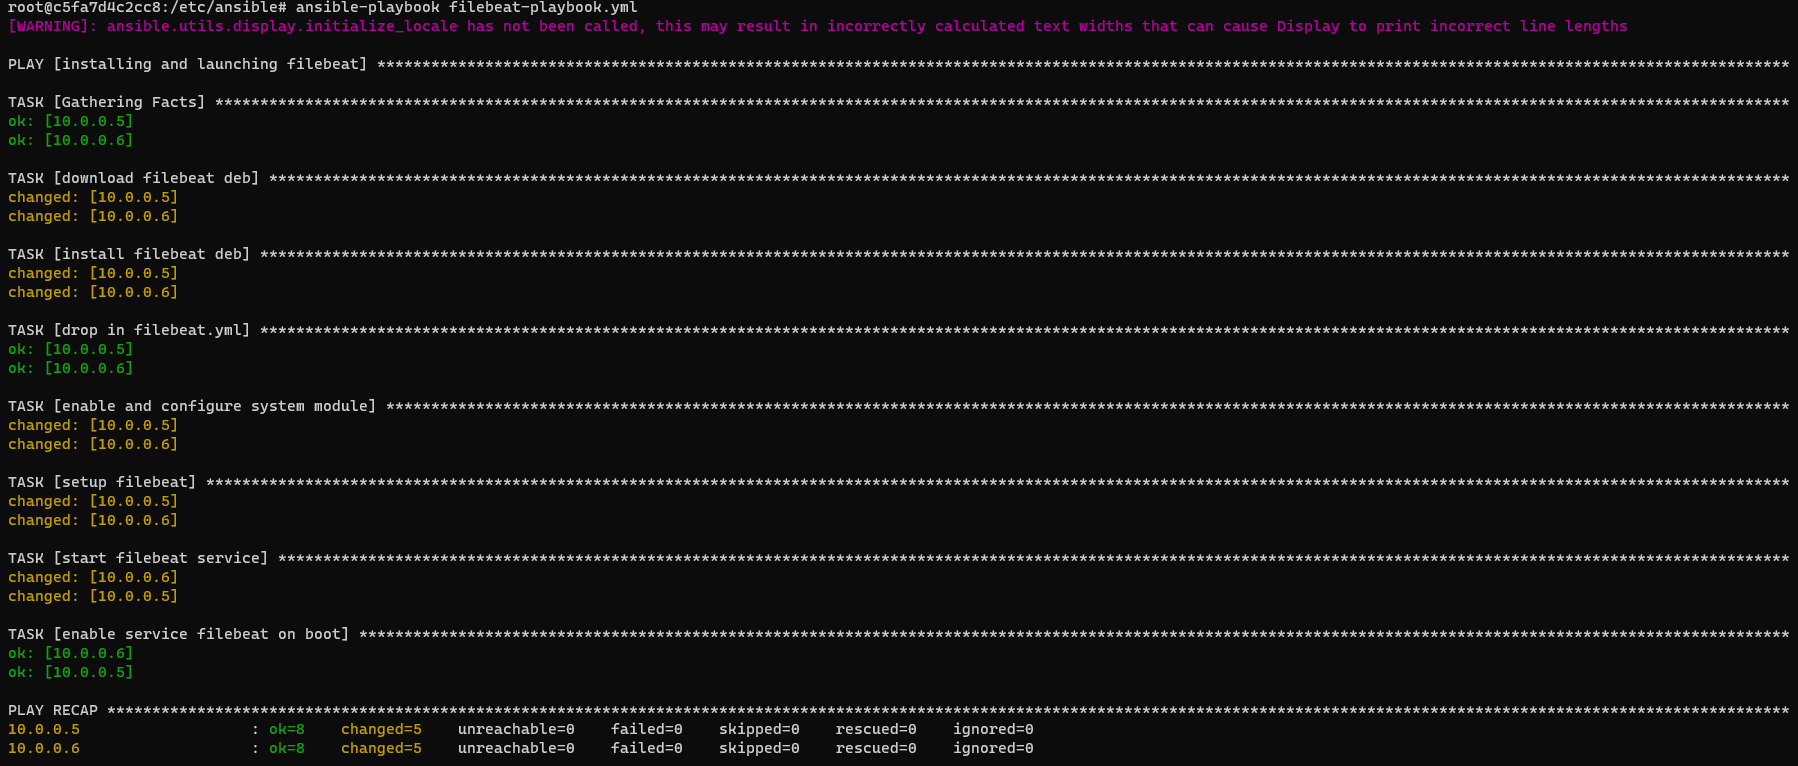 root@c5fa7d4c2cc8:/etc/ansible# ansible-playbook filebeat-playbook.yml
[WARNING]: ansible.utils.display.initialize_locale has not been called, this may result in incorrectly calculated text widths that can cause Display to print incorrect line lengths
PLAY [installing and launching filebeat] *************************************************************************************************************************************************************
TASK [Gathering Facts] *******************************************************************************************************************************************************************************
ok: [10.0.0.5]
ok: [10.0.0.6]
TASK [download filebeat deb] *************************************************************************************************************************************************************************
changed: [10.0.0.5]
changed: [10.0.0.6]
TASK [install filebeat deb] **************************************************************************************************************************************************************************
changed: [10.0.0.5]
changed: [10.0.0.6]
TASK [drop in filebeat.yml] **************************************************************************************************************************************************************************
ok: [10.0.0.5]
ok: [10.0.0.6]
TASK [enable and configure system module] ************************************************************************************************************************************************************
changed: [10.0.0.5]
changed: [10.0.0.6]
TASK [setup filebeat] ********************************************************************************************************************************************************************************
changed: [10.0.0.5]
changed: [10.0.0.6]
TASK [start filebeat service] ************************************************************************************************************************************************************************
changed: [10.0.0.6]
changed: [10.0.0.5]
TASK [enable service filebeat on boot] ***************************************************************************************************************************************************************
ok: [10.0.0.6]
ok: [10.0.0.5]
PLAY RECAP *******************************************************************************************************************************************************************************************
10.0.0.5                   : ok=8    changed=5    unreachable=0    failed=0    skipped=0    rescued=0    ignored=0
10.0.0.6                   : ok=8    changed=5    unreachable=0    failed=0    skipped=0    rescued=0    ignored=0